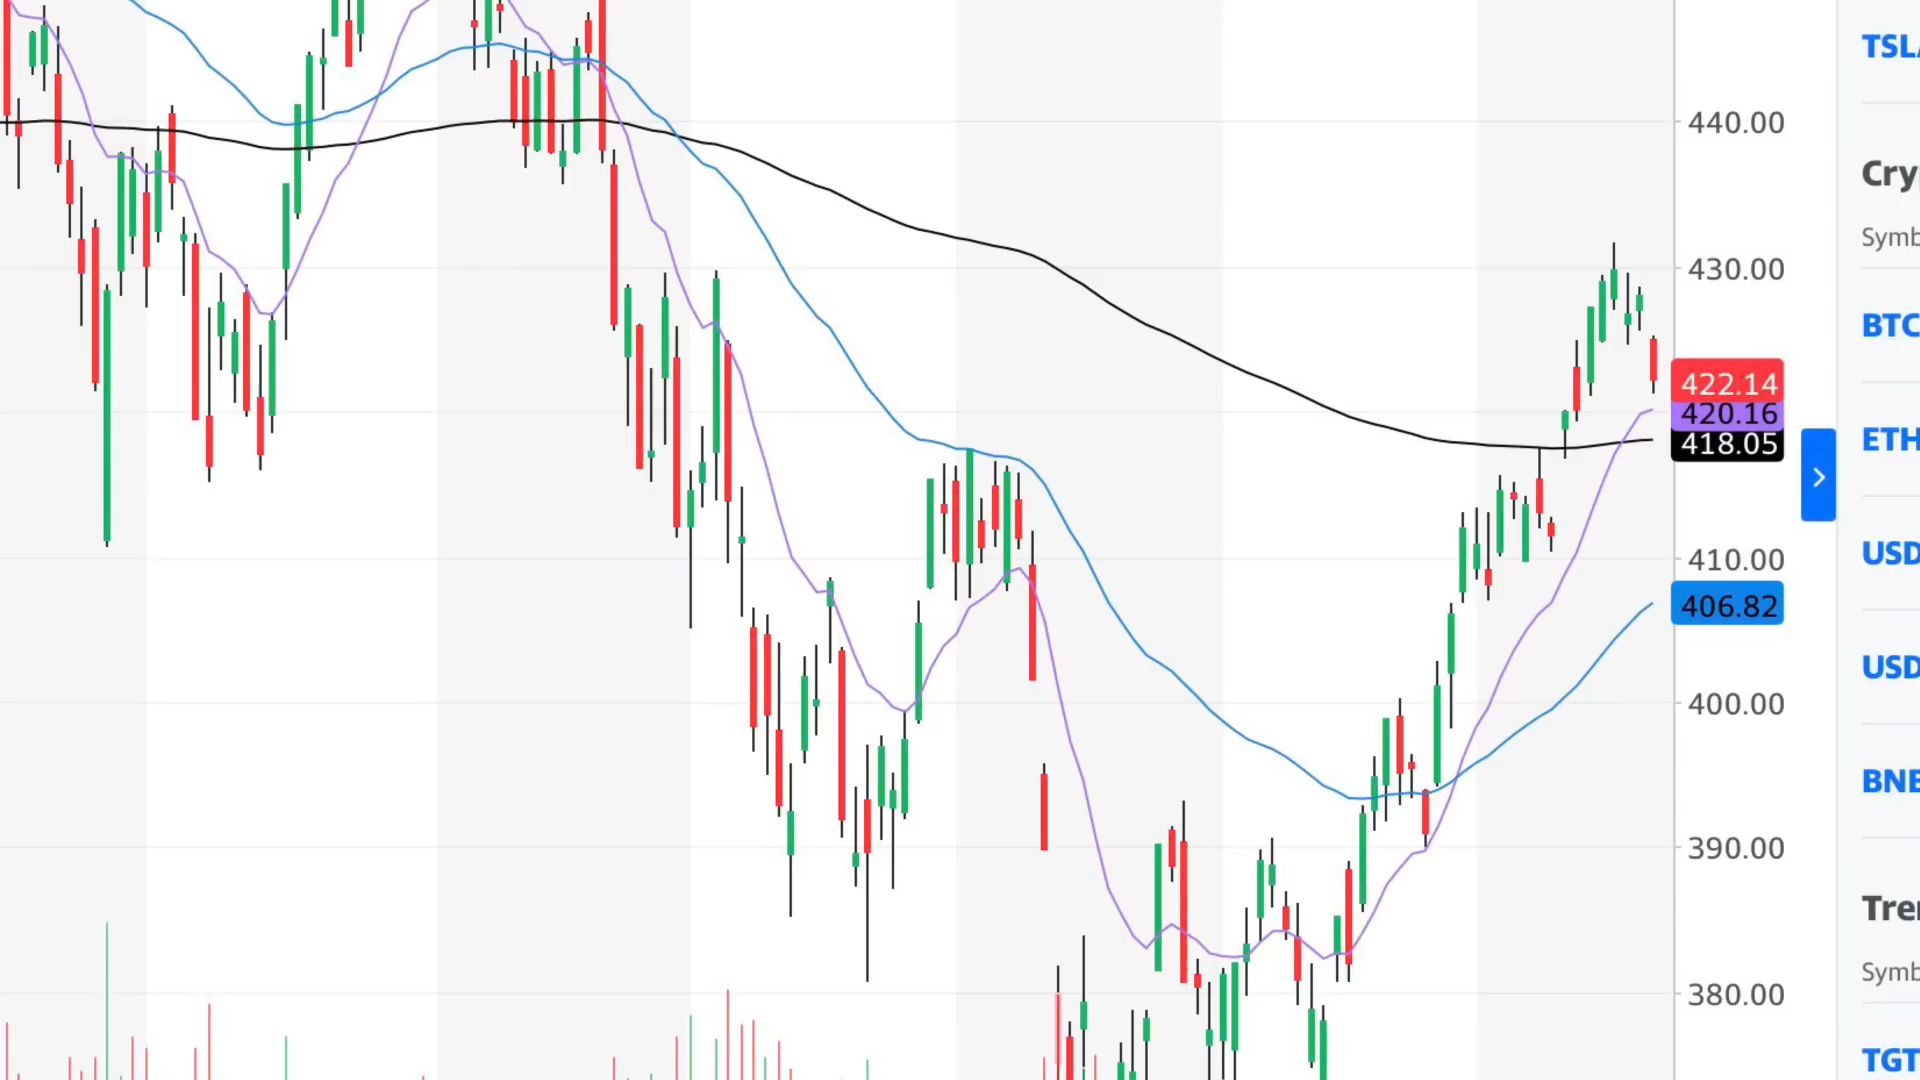 440.00
430.00
422.14
420.16
418.05
410.00
406.82
400.00
390.00
380.00
TSL
Cry
Symb
BTC
ETH
USD
USD
BNB
Tre
Symb
TGT